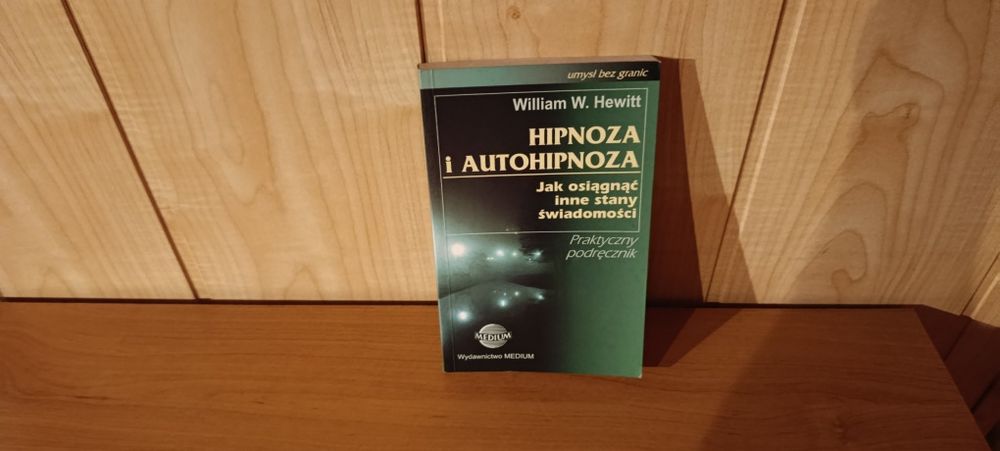 umysł bez granic
William W. Hewitt
HIPNOZA
i AUTOHIPNOZA
Jak osiągnąć
inne stany
świadomości
Praktyczny
podręcznik
MEDIUM
Wydawnictwo MEDIUM